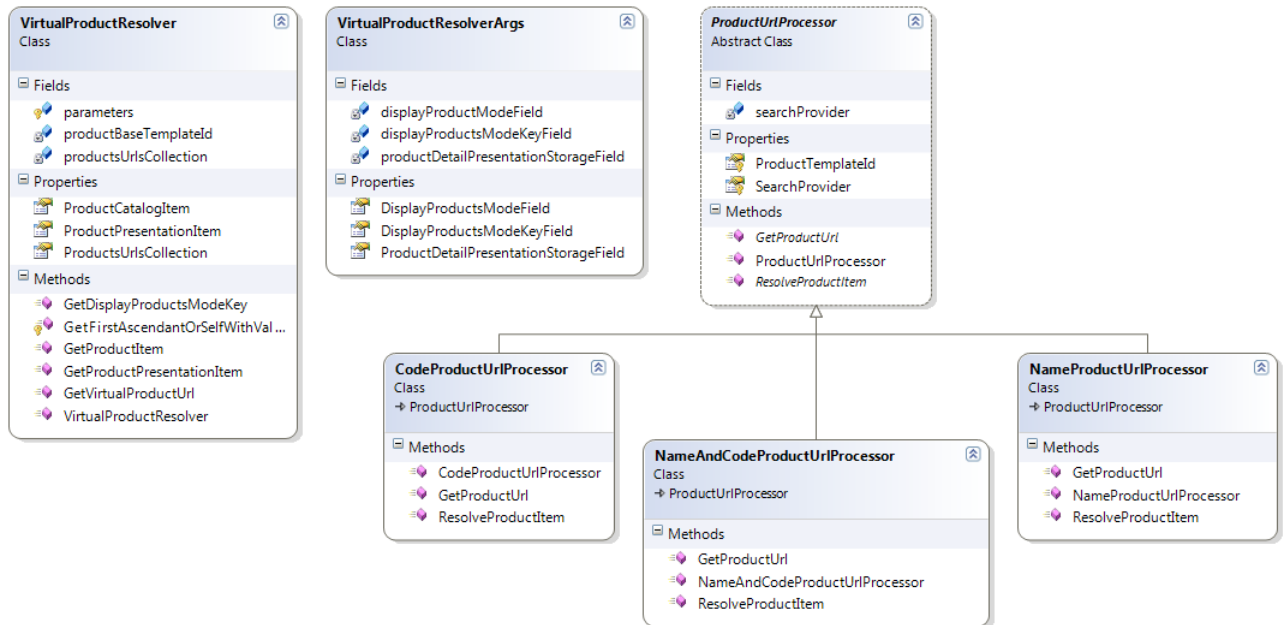 VirtualProductResolver
Class
Fields
parameters
productBaseTemplateId
productsUrlsCollection
Properties
ProductCatalogItem
ProductPresentationItem
ProductsUrlsCollection
Methods
GetDisplayProductsModeKey
GetFirstAscendantOrSelfWithVal ...
GetProductItem
GetProductPresentationItem
GetVirtualProductUrl
VirtualProductResolver
VirtualProductResolverArgs
Class
Fields
displayProductModeField
displayProductsModeKeyField
productDetailPresentationStorageField
Properties
DisplayProductsModeField
DisplayProductsModeKeyField
ProductDetailPresentationStorageField
ProductUrlProcessor
Abstract Class
Fields
searchProvider
Properties
ProductTemplateId
SearchProvider
Methods
GetProductUrl
ProductUrlProcessor
ResolveProductItem
CodeProductUrlProcessor
Class
ProductUrlProcessor
Methods
CodeProductUrlProcessor
GetProductUrl
ResolveProductItem
NameAndCodeProductUrlProcessor
Class
ProductUrlProcessor
Methods
GetProductUrl
NameAndCodeProductUrlProcessor
ResolveProductItem
NameProductUrlProcessor
Class
ProductUrlProcessor
Methods
GetProductUrl
NameProductUrlProcessor
ResolveProductItem